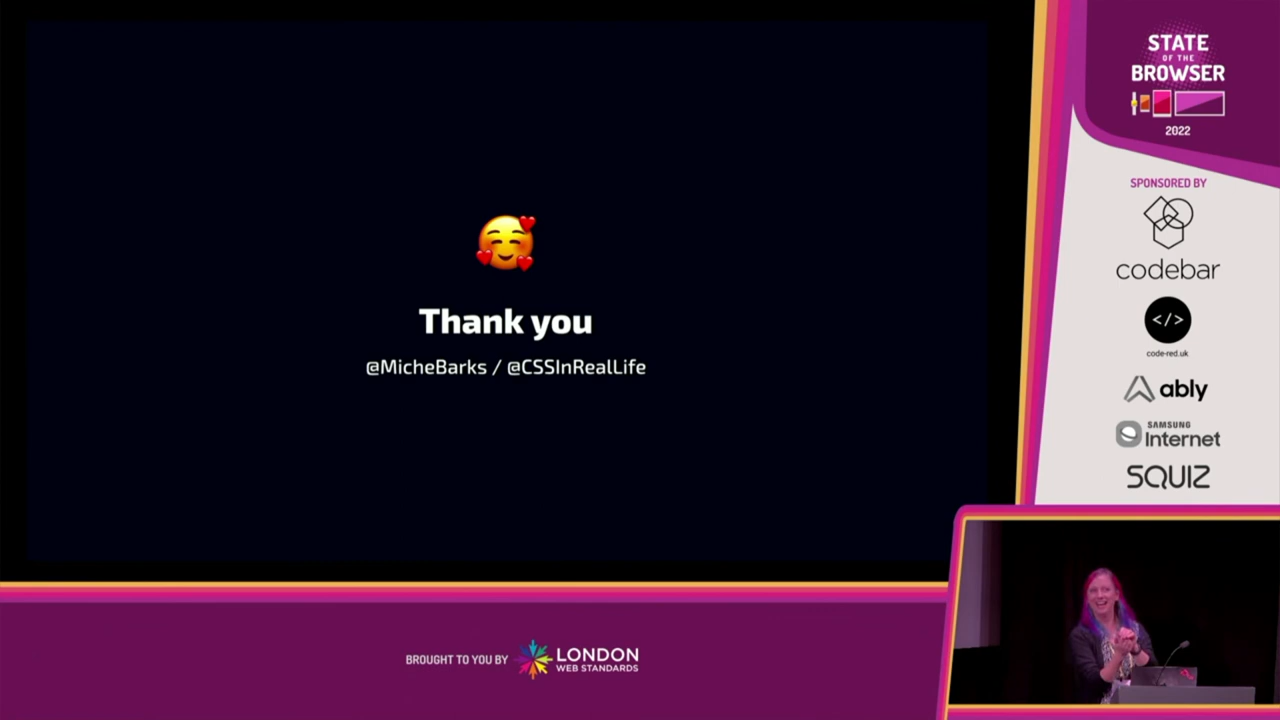 Thank you
@MicheBarks / @CSSInRealLife
STATE
OF THE
BROWSER
2022
SPONSORED BY
codebar
</>
code-red.uk
ably
SAMSUNG
Internet
SQUIZ
BROUGHT TO YOU BY
LONDON
WEB STANDARDS